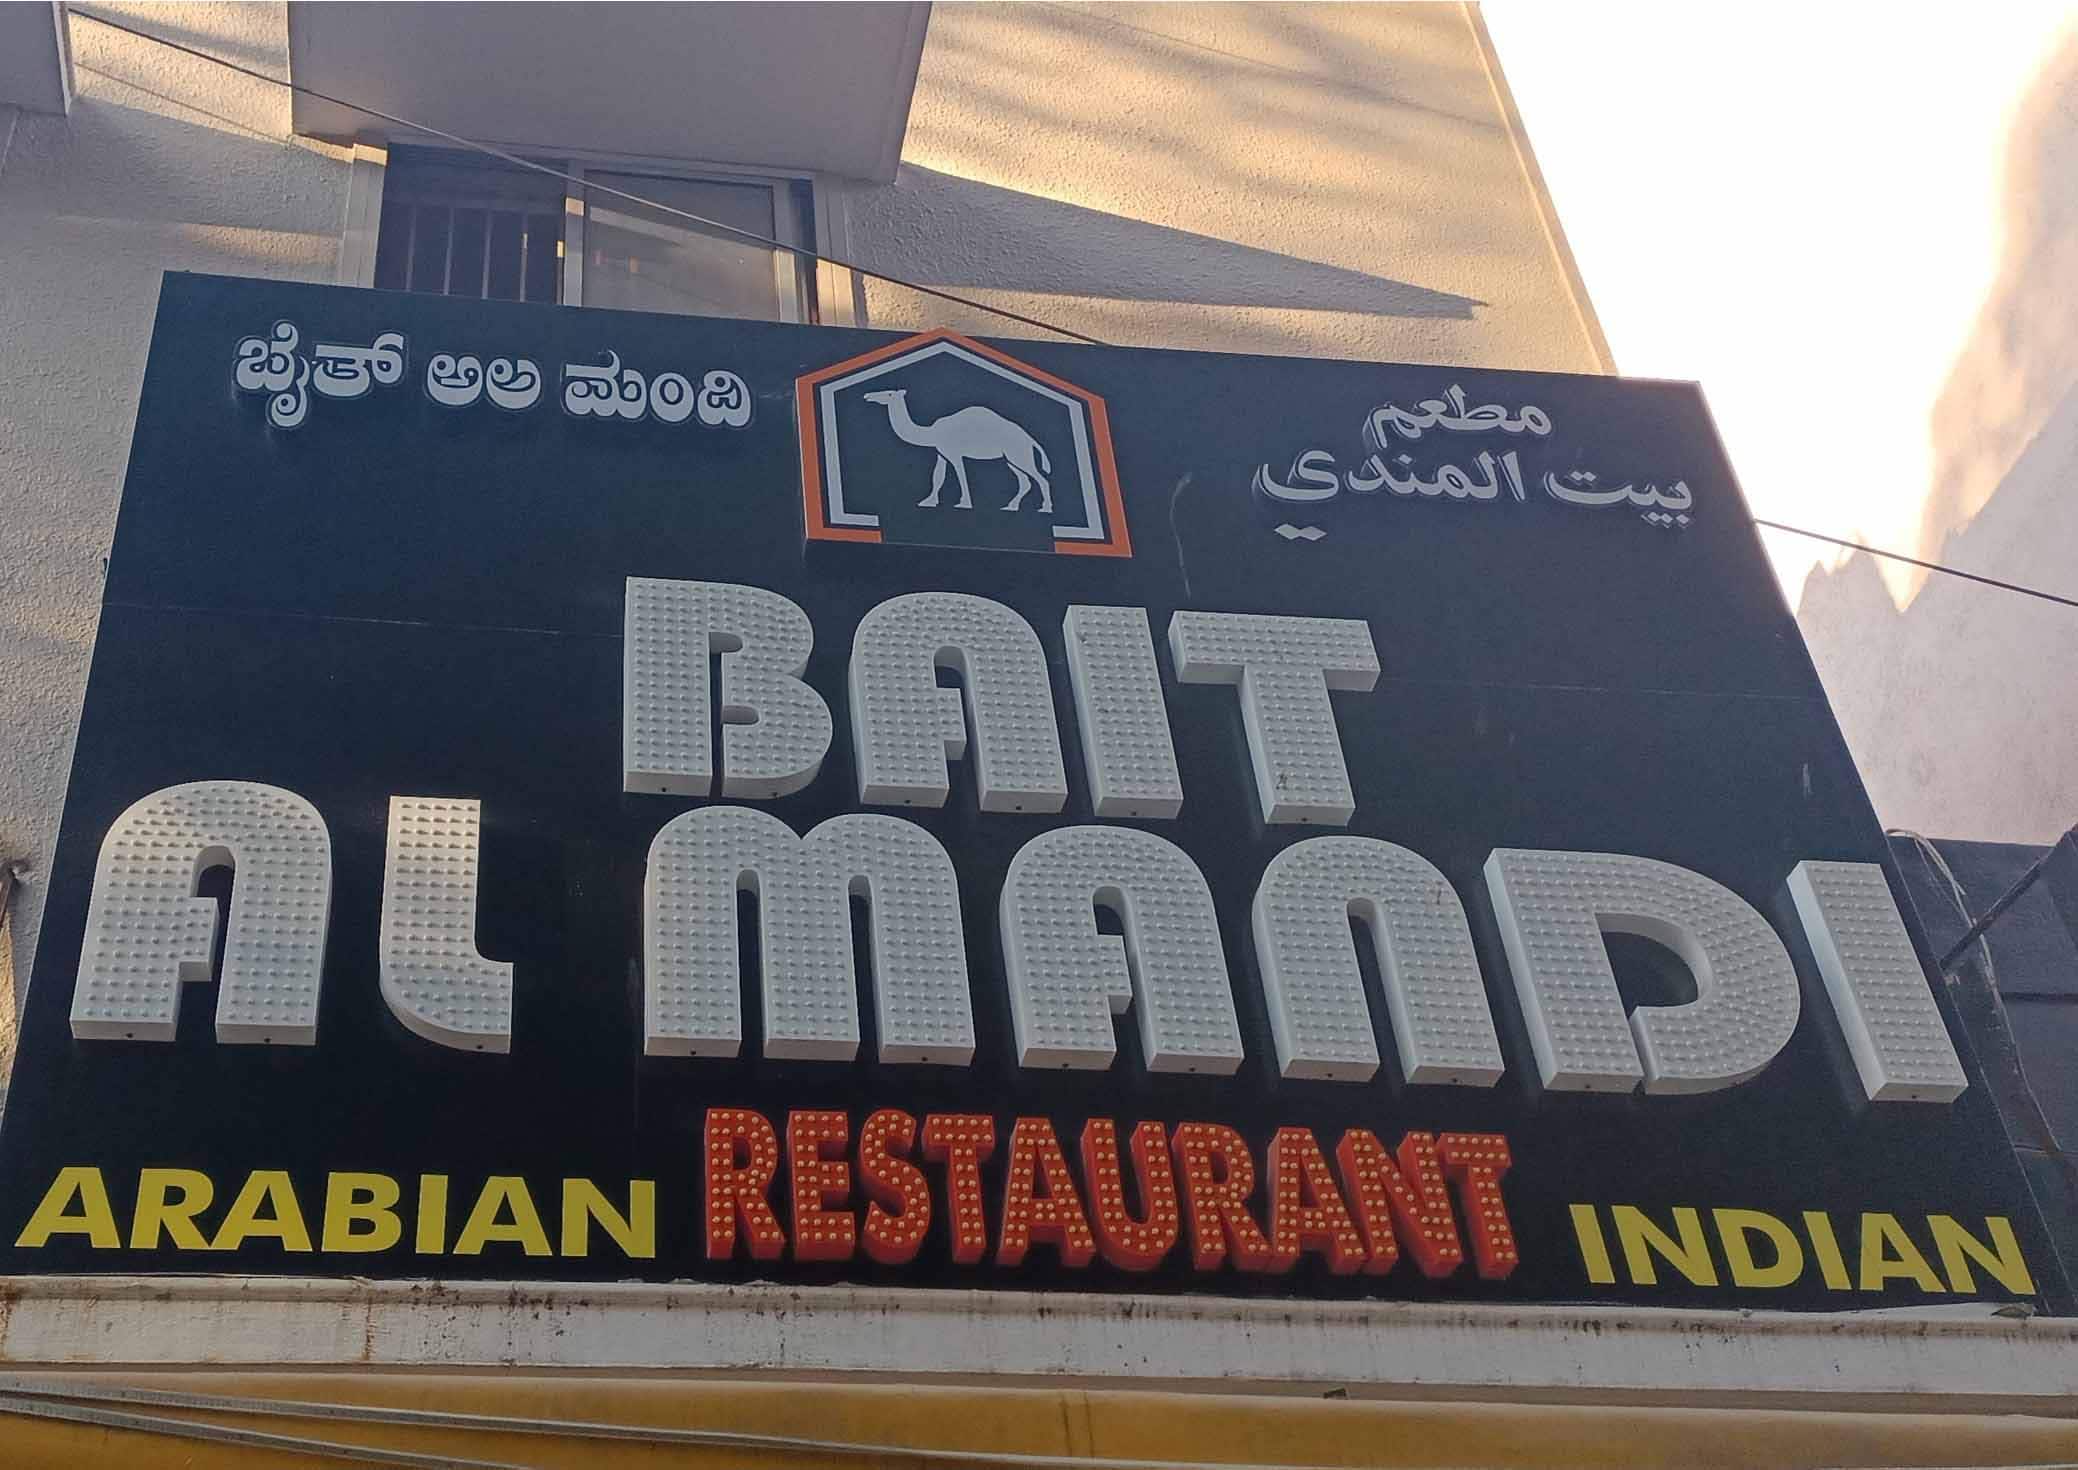 ಬೈತ್ ಅಲ ಮಂದಿ
مطعم
بيت المندي
BAIT
AL MANDI
ARABIAN RESTAURANT INDIAN